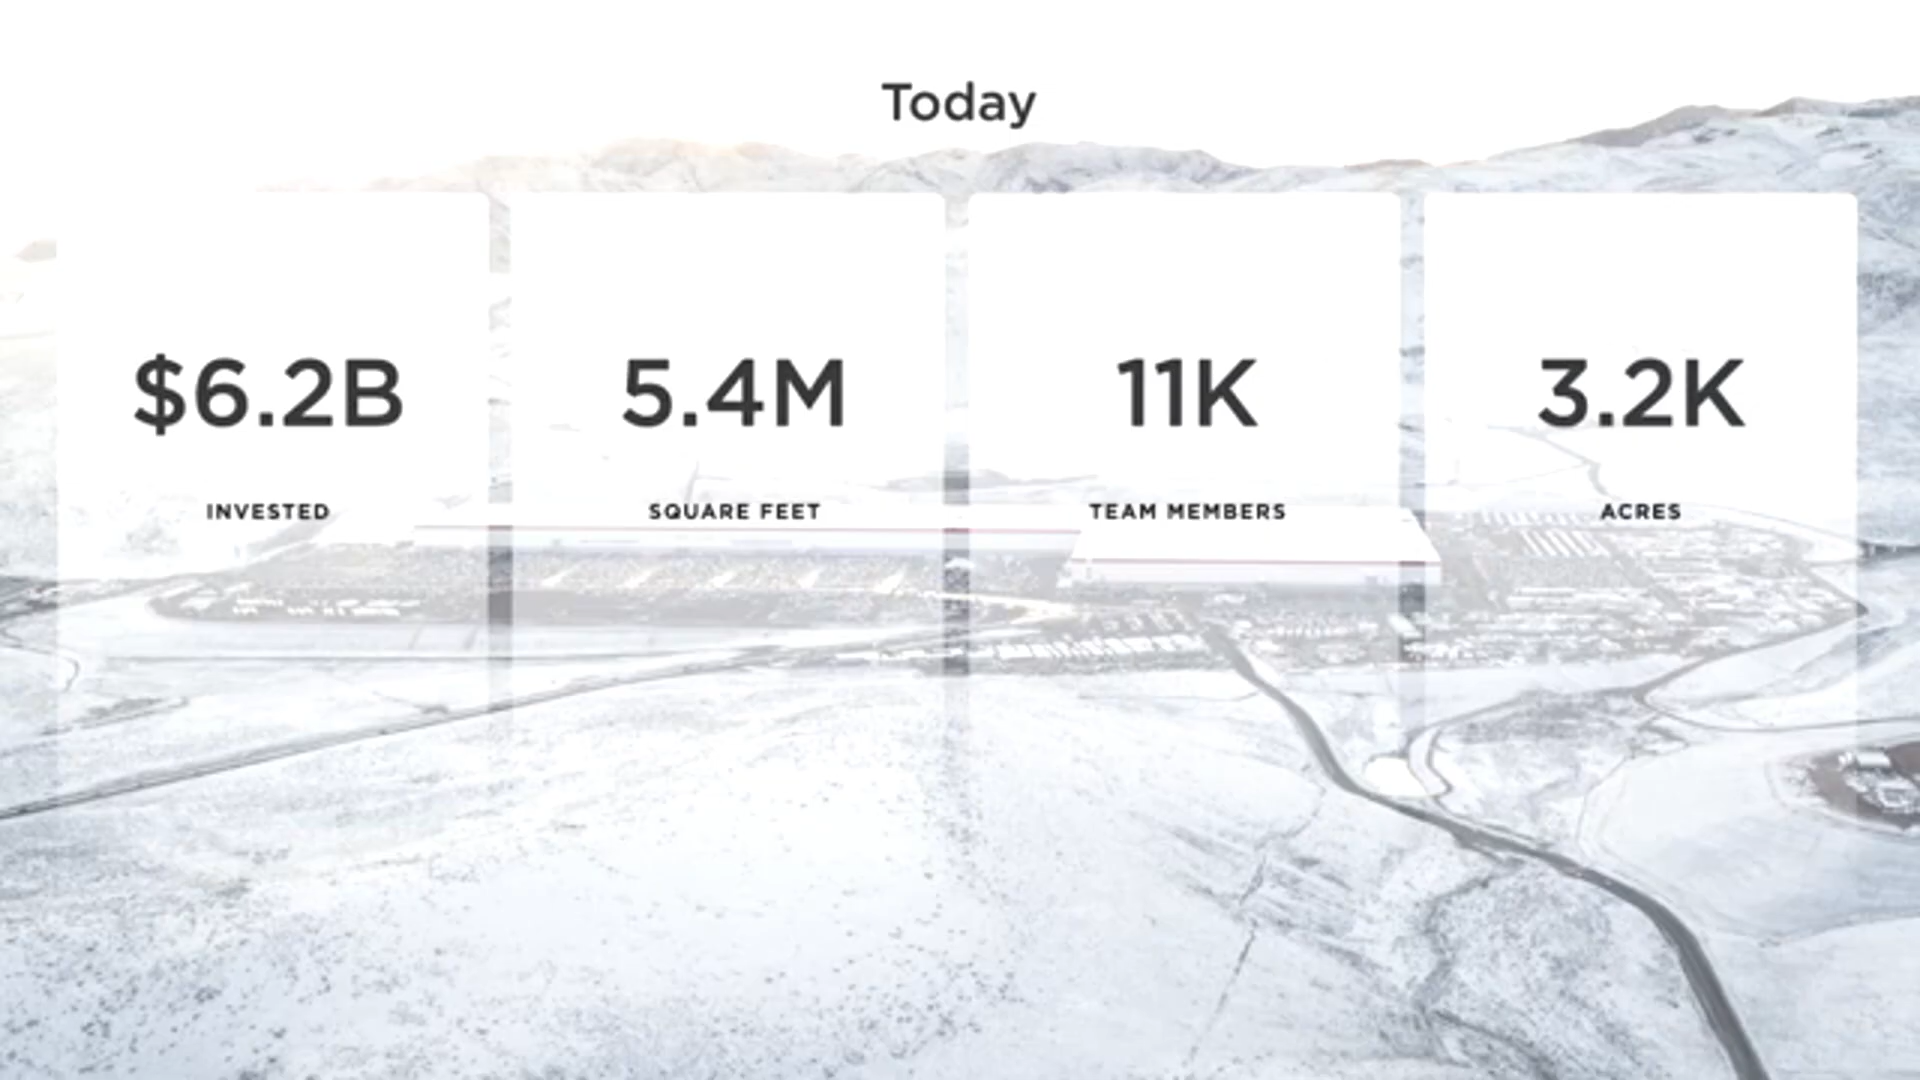 Today
$6.2B
INVESTED
5.4M
SQUARE FEET
11K
TEAM MEMBERS
3.2K
ACRES